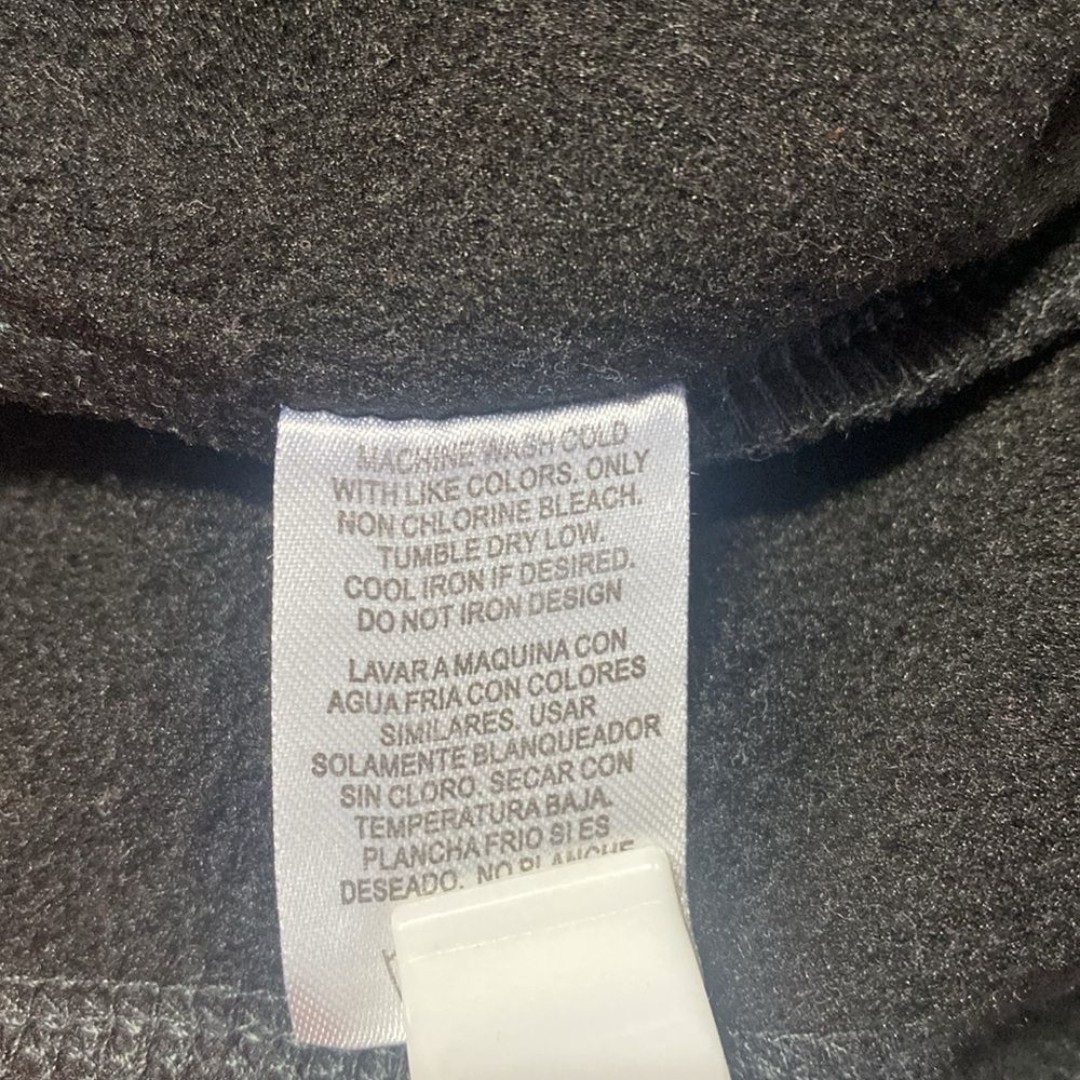 MACHINE WASH COLD
WITH LIKE COLORS. ONLY
NON CHLORINE BLEACH.
TUMBLE DRY LOW.
COOL IRON IF DESIRED.
DO NOT IRON DESIGN
LAVAR A MAQUINA CON
AGUA FRIA CON COLORES
SIMILARES. USAR
SOLAMENTE BLANQUEADOR
SIN CLORO. SECAR CON
TEMPERATURA BAJA.
PLANCHA FRIO SI ES
DESEADO. NO PLANCHE